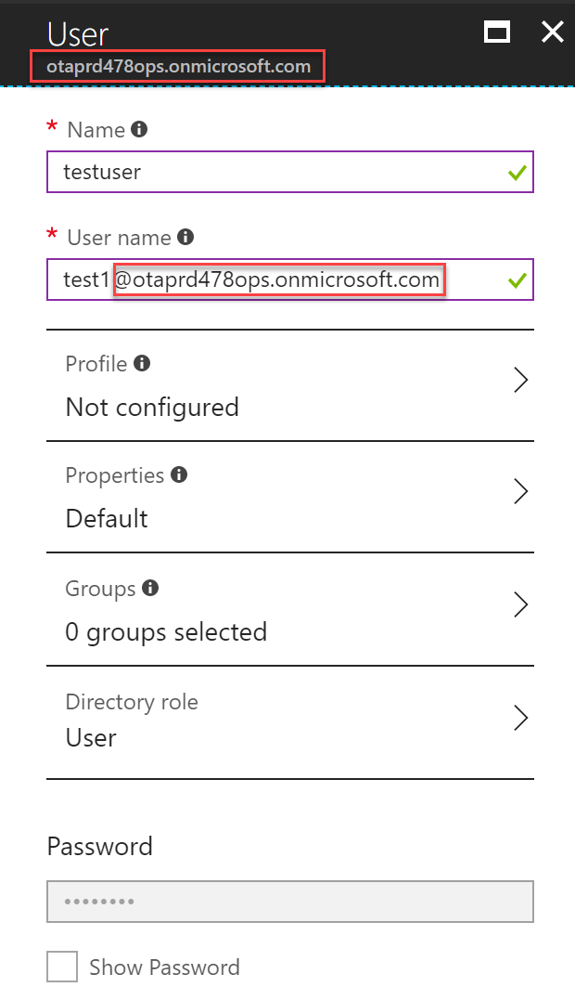 User
otaprd478ops.onmicrosoft.com
* Name
testuser
* User name
test1@otaprd478ops.onmicrosoft.com
Profile
Not configured
Properties
Default
Groups
0 groups selected
Directory role
User
Password
••••••••
Show Password